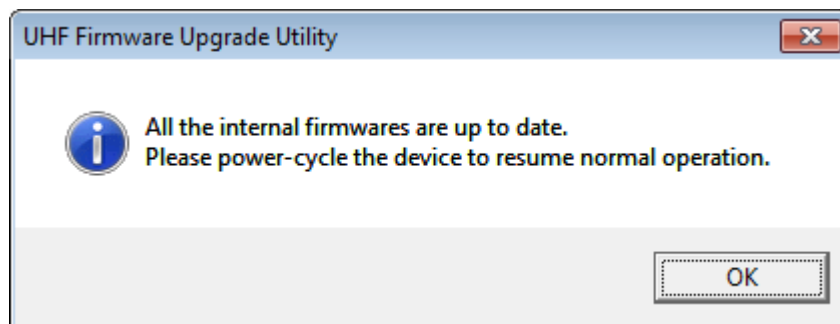 UHF Firmware Upgrade Utility
All the internal firmwares are up to date.
Please power-cycle the device to resume normal operation.
OK